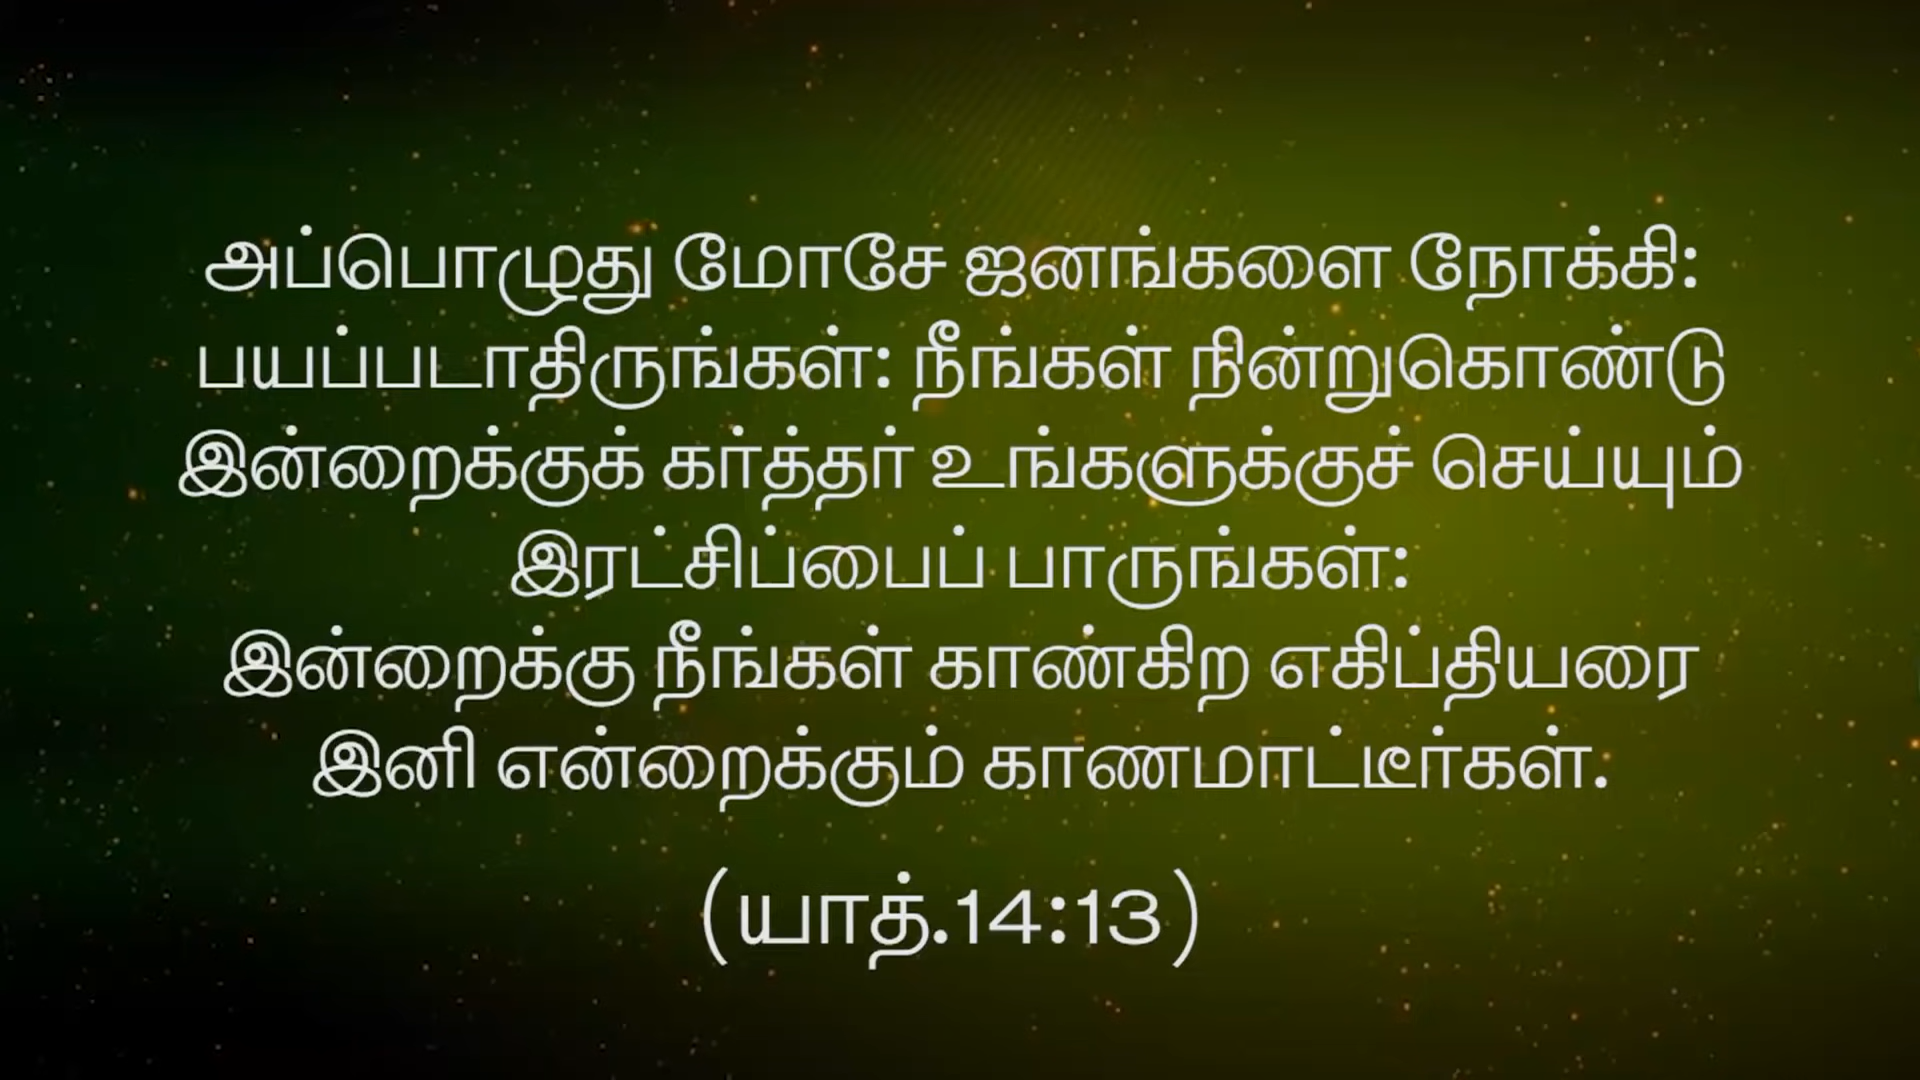 அப்பொழுது மோசே ஜனங்களை நோக்கி:
பயப்படாதிருங்கள்: நீங்கள் நின்றுகொண்டு
இன்றைக்குக் கர்த்தர் உங்களுக்குச் செய்யும்
இரட்சிப்பைப் பாருங்கள்:
இன்றைக்கு நீங்கள் காண்கிற எகிப்தியரை
இனி என்றைக்கும் காணமாட்டீர்கள்.
(யாத்.14:13)